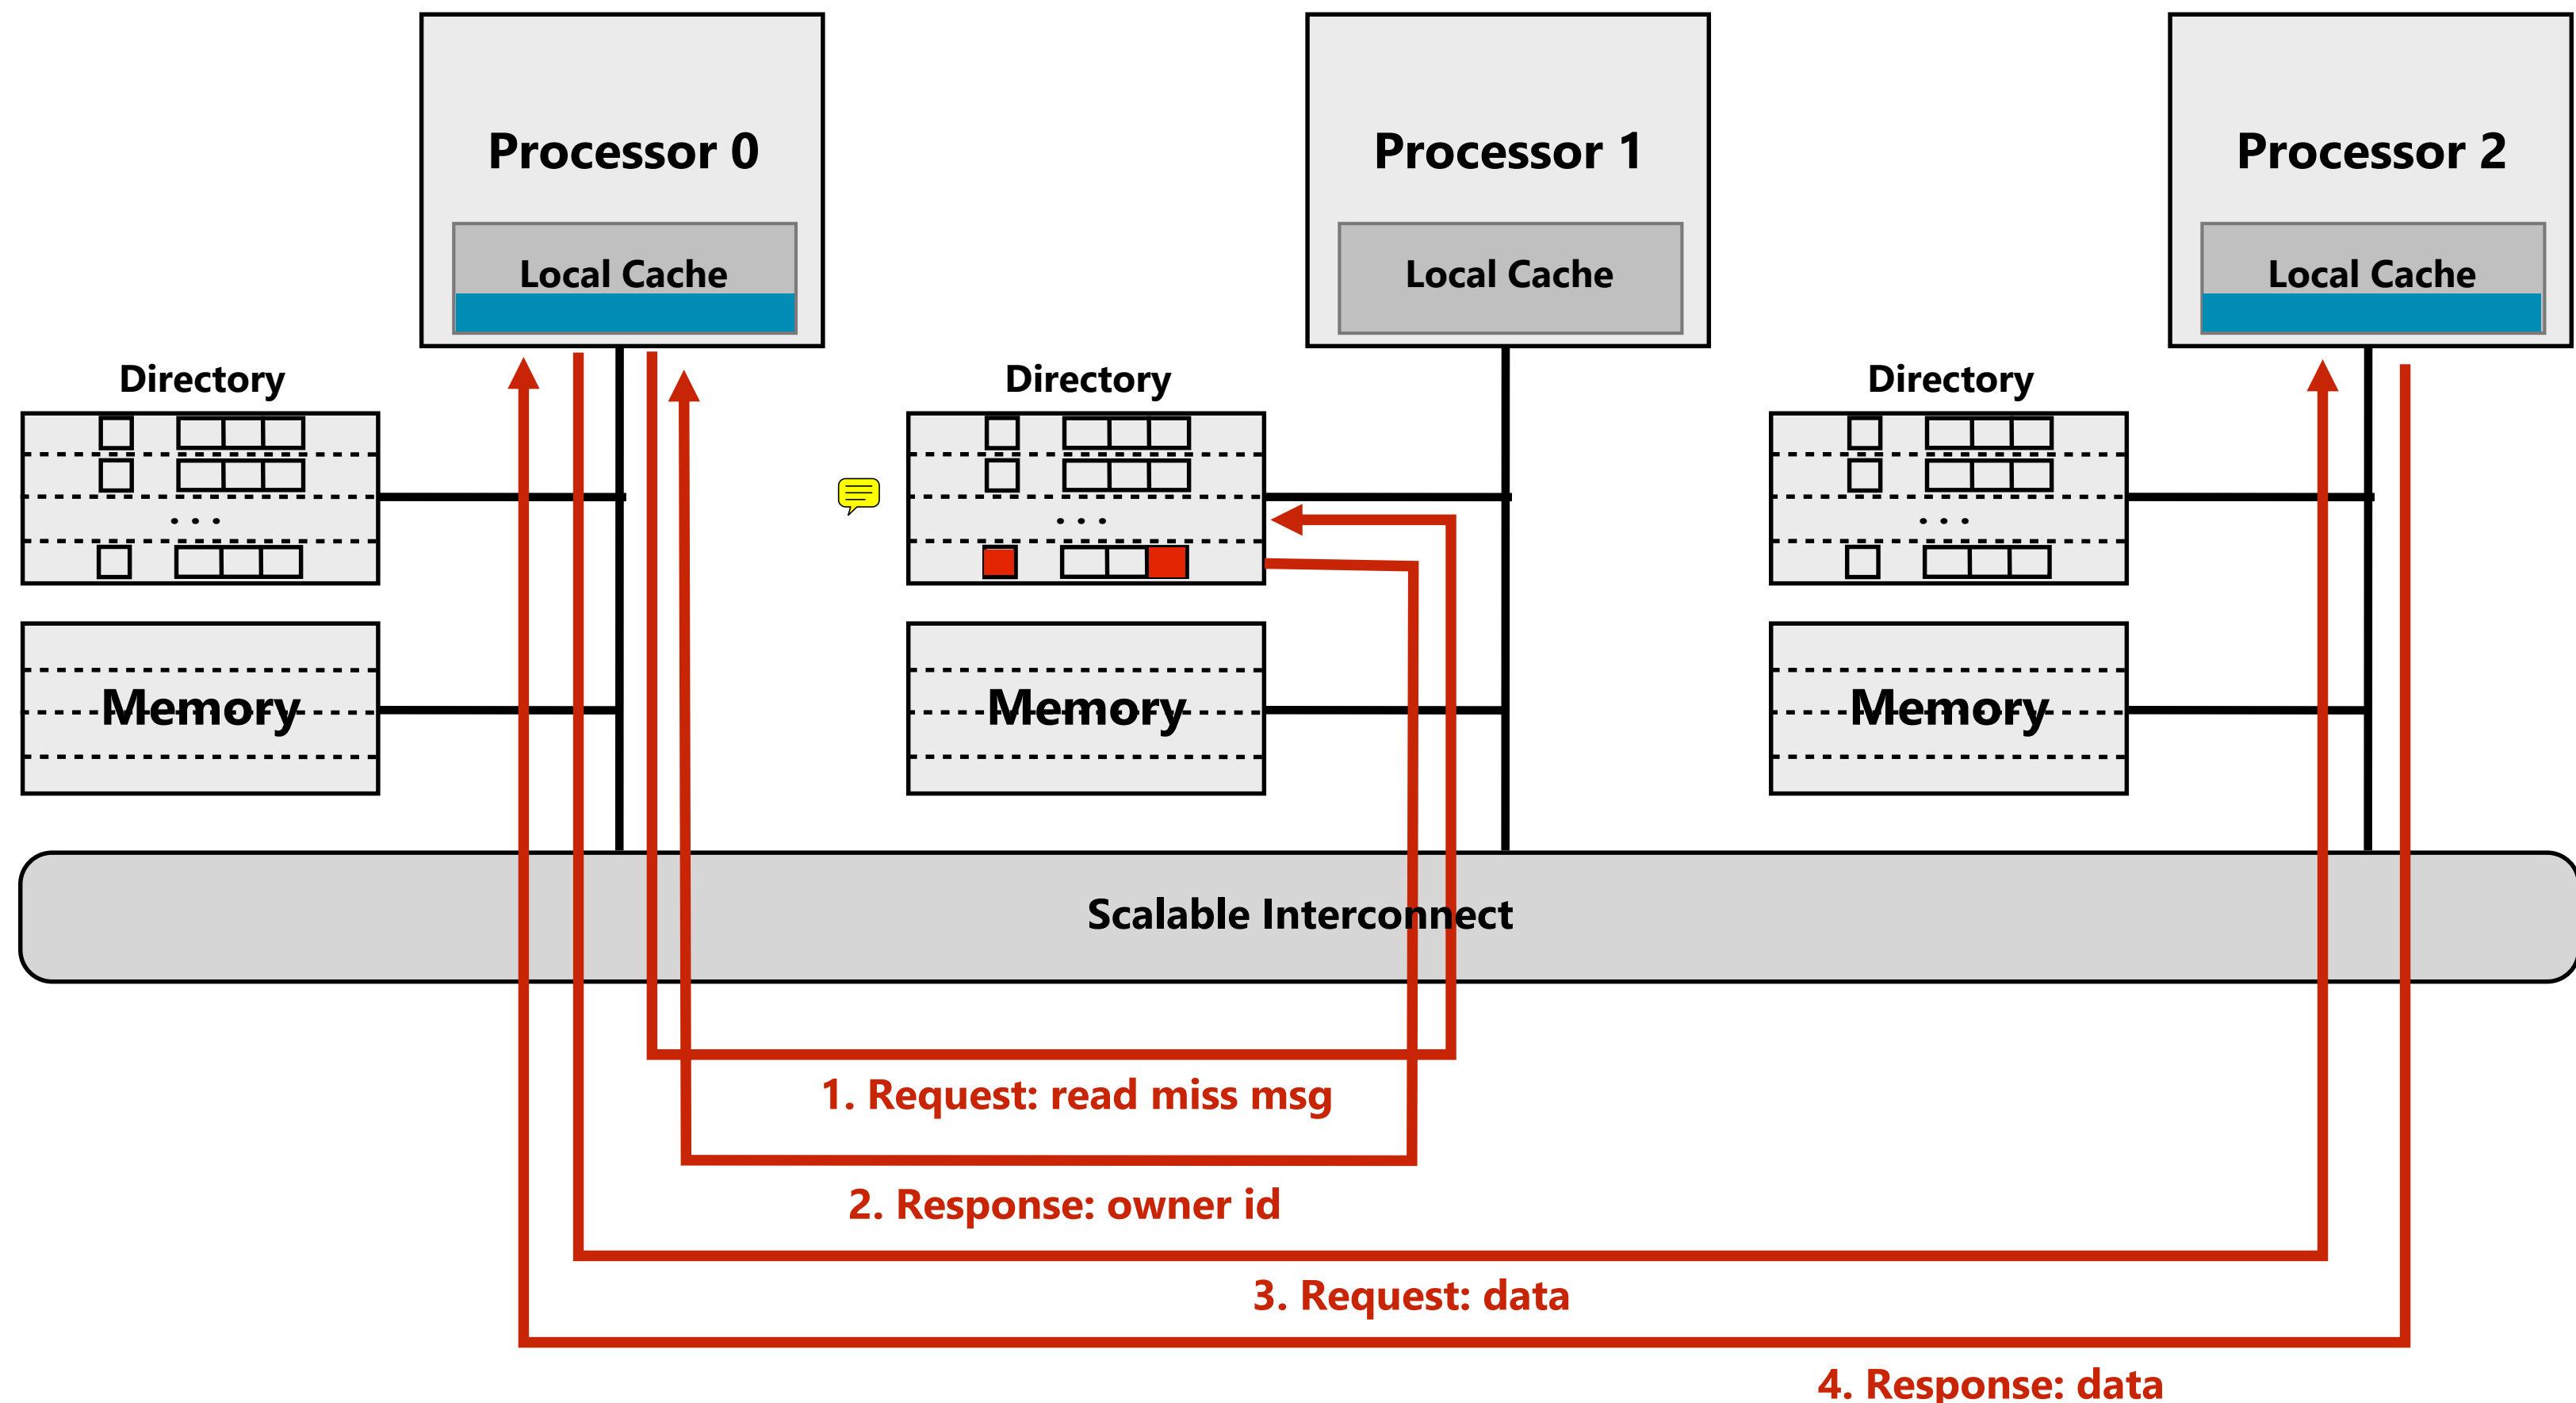 Processor 0
Processor 1
Processor 2
Local Cache
Local Cache
Local Cache
Directory
Directory
Directory
. . .
. . .
. . .
Memory
Memory
Memory
Scalable Interconnect
1. Request: read miss msg
2. Response: owner id
3. Request: data
4. Response: data